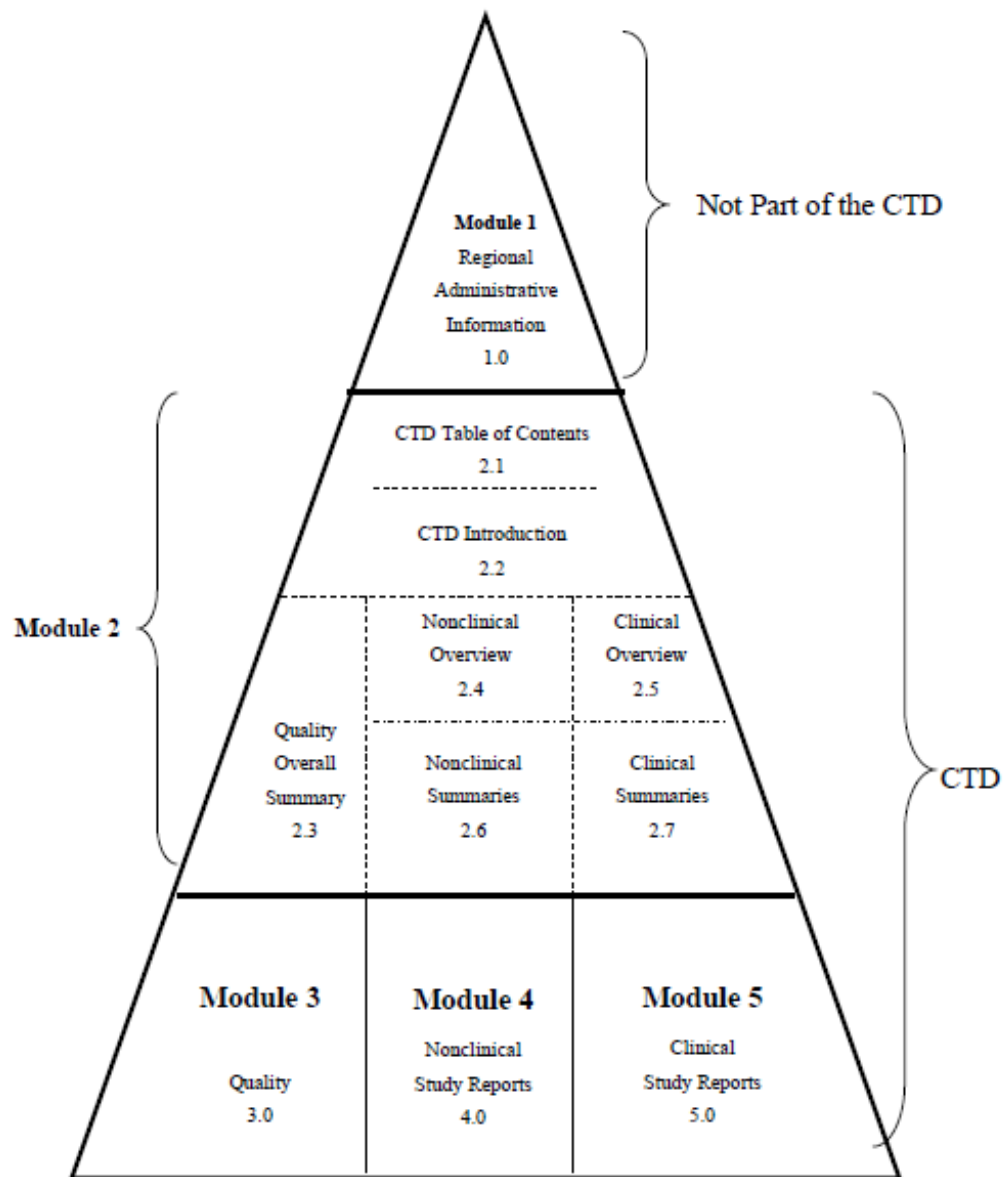 Not Part of the CTD
Module 1
Regional
Administrative
Information
1.0
CTD Table of Contents
2.1
CTD Introduction
2.2
Module 2
Nonclinical
Overview
2.4
Clinical
Overview
2.5
Quality
Overall
Summary
2.3
Nonclinical
Summaries
2.6
Clinical
Summaries
2.7
CTD
Module 3
Quality
3.0
Module 4
Nonclinical
Study Reports
4.0
Module 5
Clinical
Study Reports
5.0